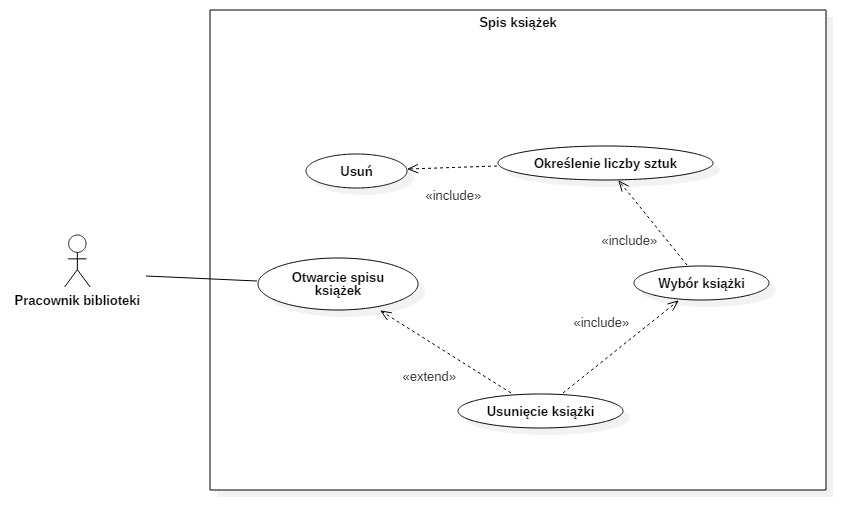 Spis książek
Usuń
Określenie liczby sztuk
«include»
«include»
Pracownik biblioteki
Otwarcie spisu
książek
Wybór książki
«include»
«extend»
Usunięcie książki